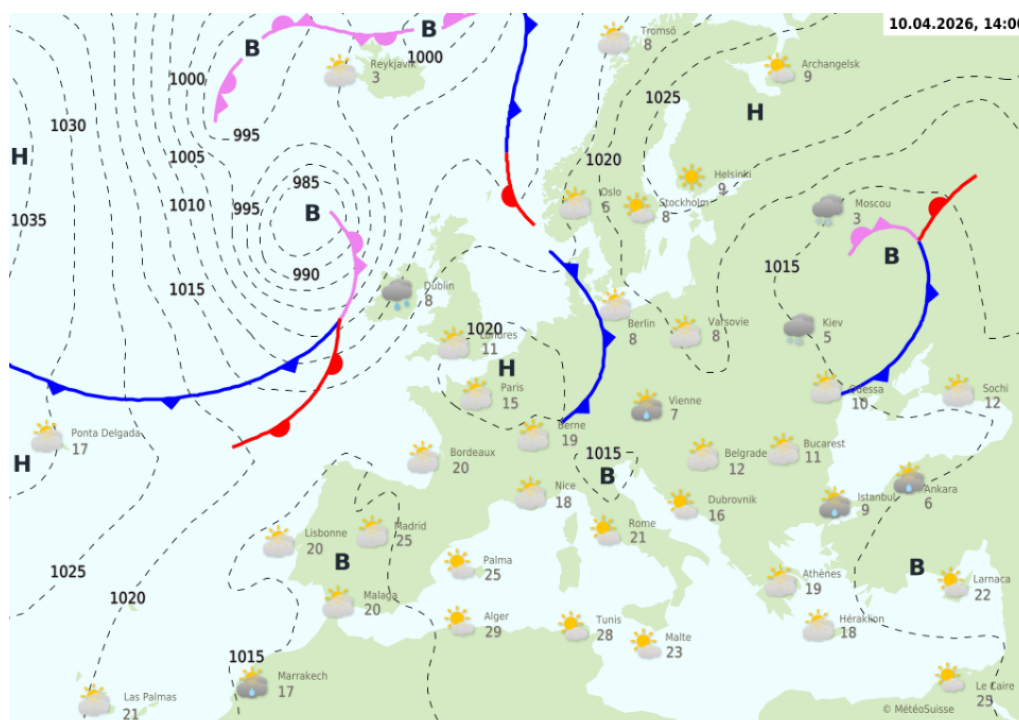 10.04.2026, 14:00
B
B
1000
Tromsö
8
Reykjavik
3
Archangelsk
9
1000
1025
H
1030
995
H
1005
1020
985
Helsinki
9
Oslo
6
Stockholm
8
Moscou
3
1010
995
B
1035
B
1015
990
1015
Dublin
8
1020
Londres
11
Berlin
8
Varsovie
8
Kiev
5
H
Paris
15
Vienne
7
Odessa
10
Sochi
12
Ponta Delgada
17
Berne
19
H
Bordeaux
20
1015
B
Belgrade
12
Bucarest
11
Nice
18
Dubrovnik
16
Istanbul
9
Ankara
6
Lisbonne
20
Madrid
25
Rome
21
B
Palma
25
1025
Athènes
19
B
Larnaca
22
1020
Malaga
20
Alger
29
Tunis
28
Malte
23
Héraklion
18
1015
Marrakech
17
Las Palmas
21
Le Caire
25
© MétéoSuisse